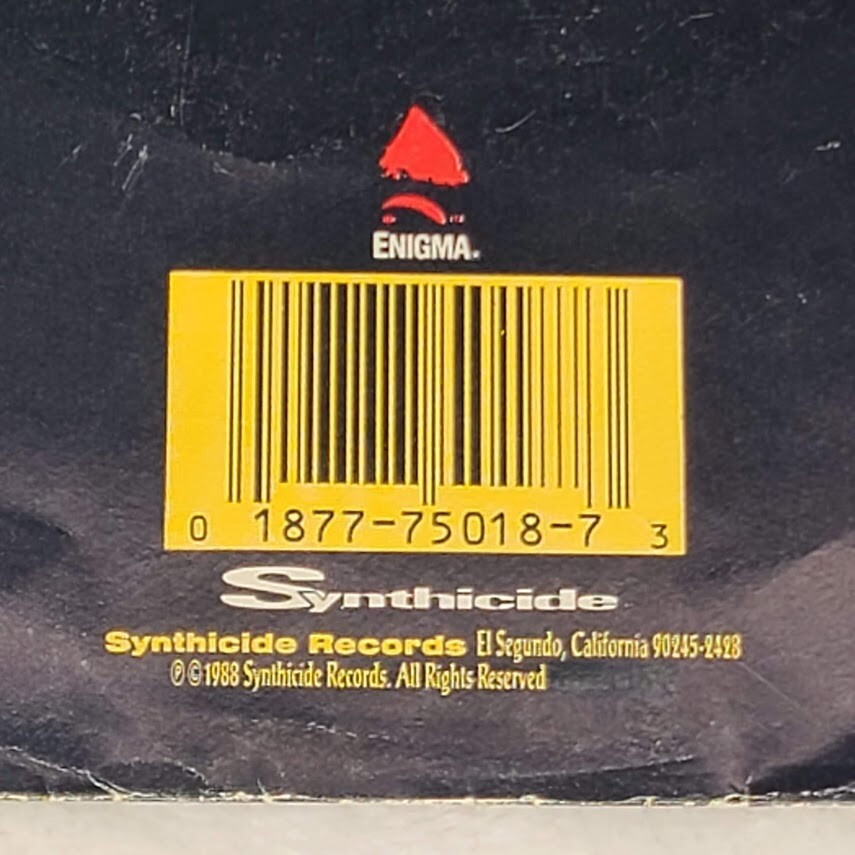 ENIGMA.
0 1877-75018-7 3
Synthicide
Synthicide Records El Segundo, California 90245-2428
℗ © 1988 Synthicide Records. All Rights Reserved